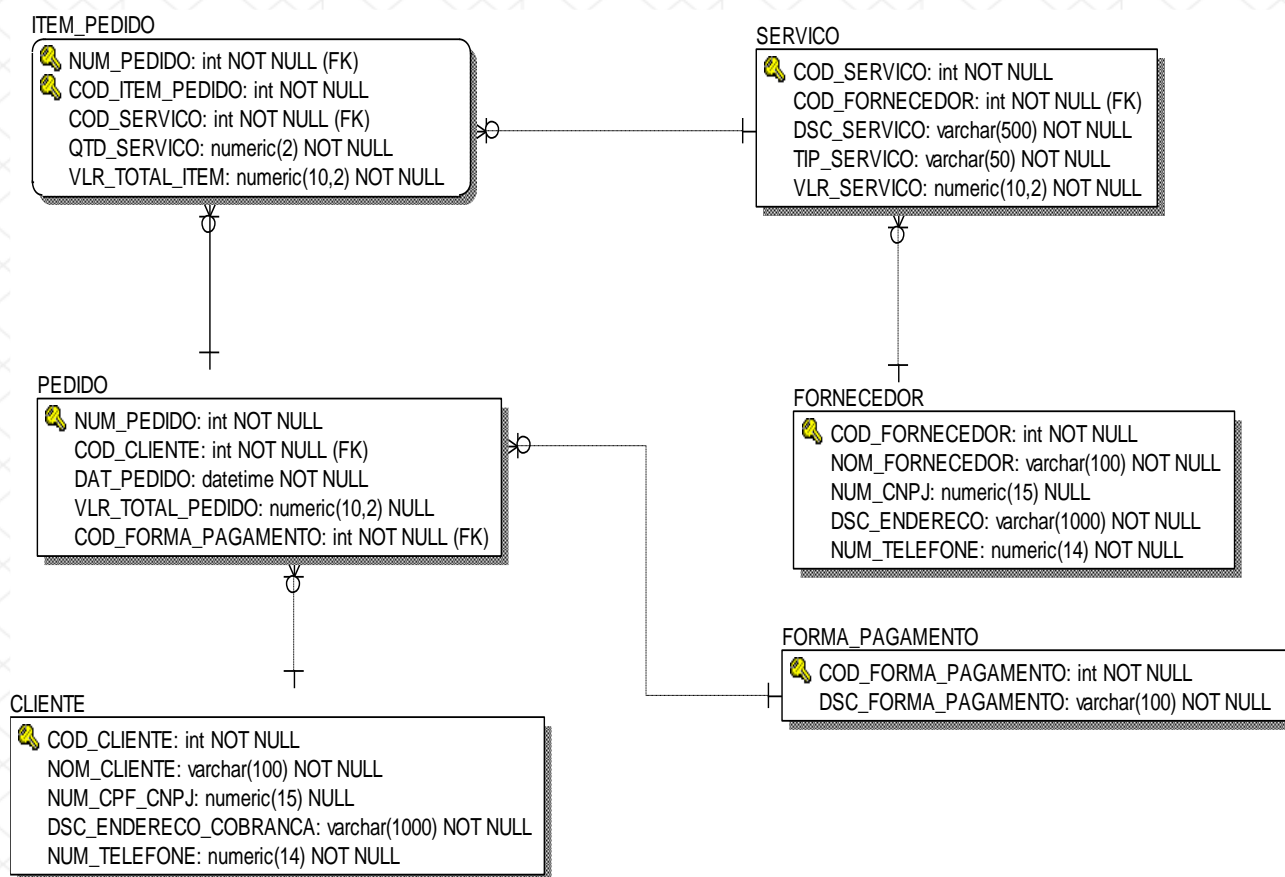 ITEM_PEDIDO
NUM_PEDIDO: int NOT NULL (FK)
COD_ITEM_PEDIDO: int NOT NULL
COD_SERVICO: int NOT NULL (FK)
QTD_SERVICO: numeric(2) NOT NULL
VLR_TOTAL_ITEM: numeric(10,2) NOT NULL
SERVICO
COD_SERVICO: int NOT NULL
COD_FORNECEDOR: int NOT NULL (FK)
DSC_SERVICO: varchar(500) NOT NULL
TIP_SERVICO: varchar(50) NOT NULL
VLR_SERVICO: numeric(10,2) NOT NULL
PEDIDO
NUM_PEDIDO: int NOT NULL
COD_CLIENTE: int NOT NULL (FK)
DAT_PEDIDO: datetime NOT NULL
VLR_TOTAL_PEDIDO: numeric(10,2) NULL
COD_FORMA_PAGAMENTO: int NOT NULL (FK)
FORNECEDOR
COD_FORNECEDOR: int NOT NULL
NOM_FORNECEDOR: varchar(100) NOT NULL
NUM_CNPJ: numeric(15) NULL
DSC_ENDERECO: varchar(1000) NOT NULL
NUM_TELEFONE: numeric(14) NOT NULL
FORMA_PAGAMENTO
COD_FORMA_PAGAMENTO: int NOT NULL
DSC_FORMA_PAGAMENTO: varchar(100) NOT NULL
CLIENTE
COD_CLIENTE: int NOT NULL
NOM_CLIENTE: varchar(100) NOT NULL
NUM_CPF_CNPJ: numeric(15) NULL
DSC_ENDERECO_COBRANCA: varchar(1000) NOT NULL
NUM_TELEFONE: numeric(14) NOT NULL